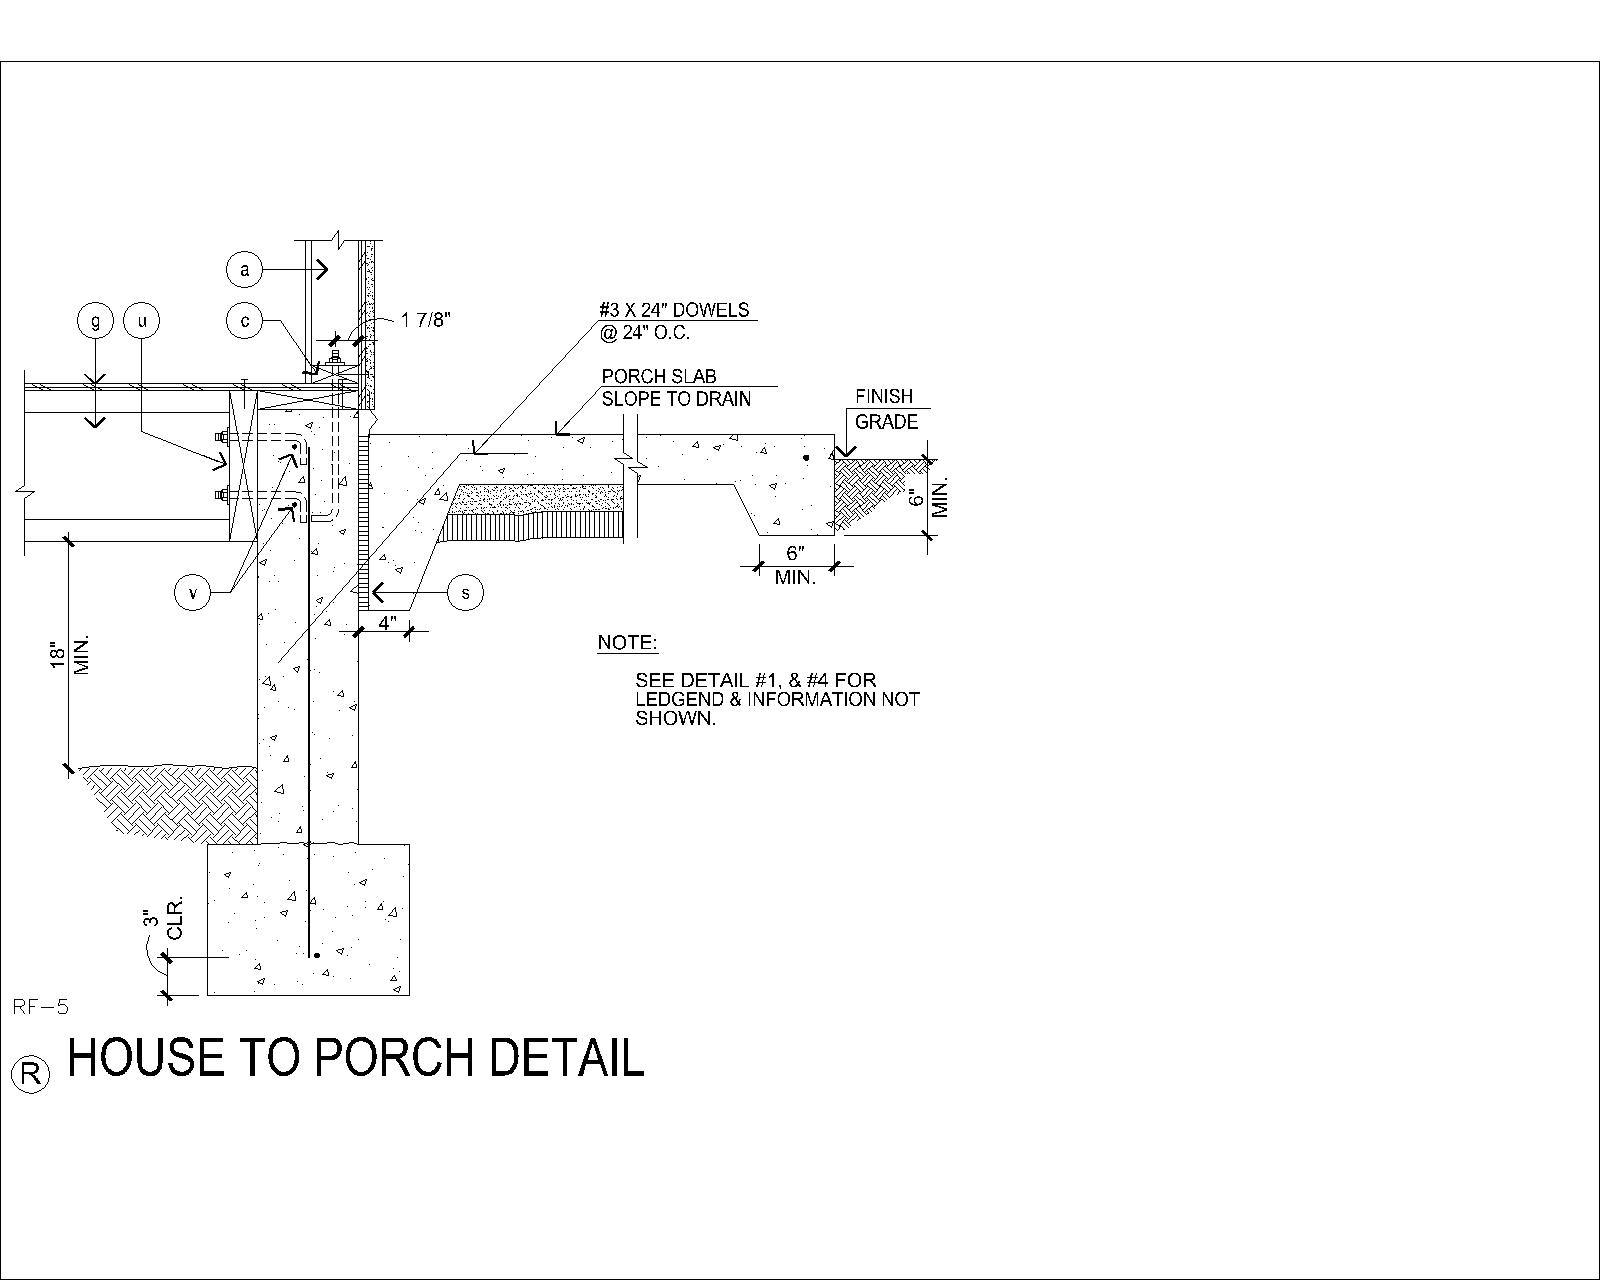 a
g
u
c
1 7/8"
#3 X 24" DOWELS
@ 24" O.C.
PORCH SLAB
SLOPE TO DRAIN
FINISH
GRADE
6"
MIN.
6"
MIN.
v
s
4"
18"
MIN.
NOTE:
SEE DETAIL #1, & #4 FOR
LEDGEND & INFORMATION NOT
SHOWN.
3"
CLR.
RF-5
R HOUSE TO PORCH DETAIL